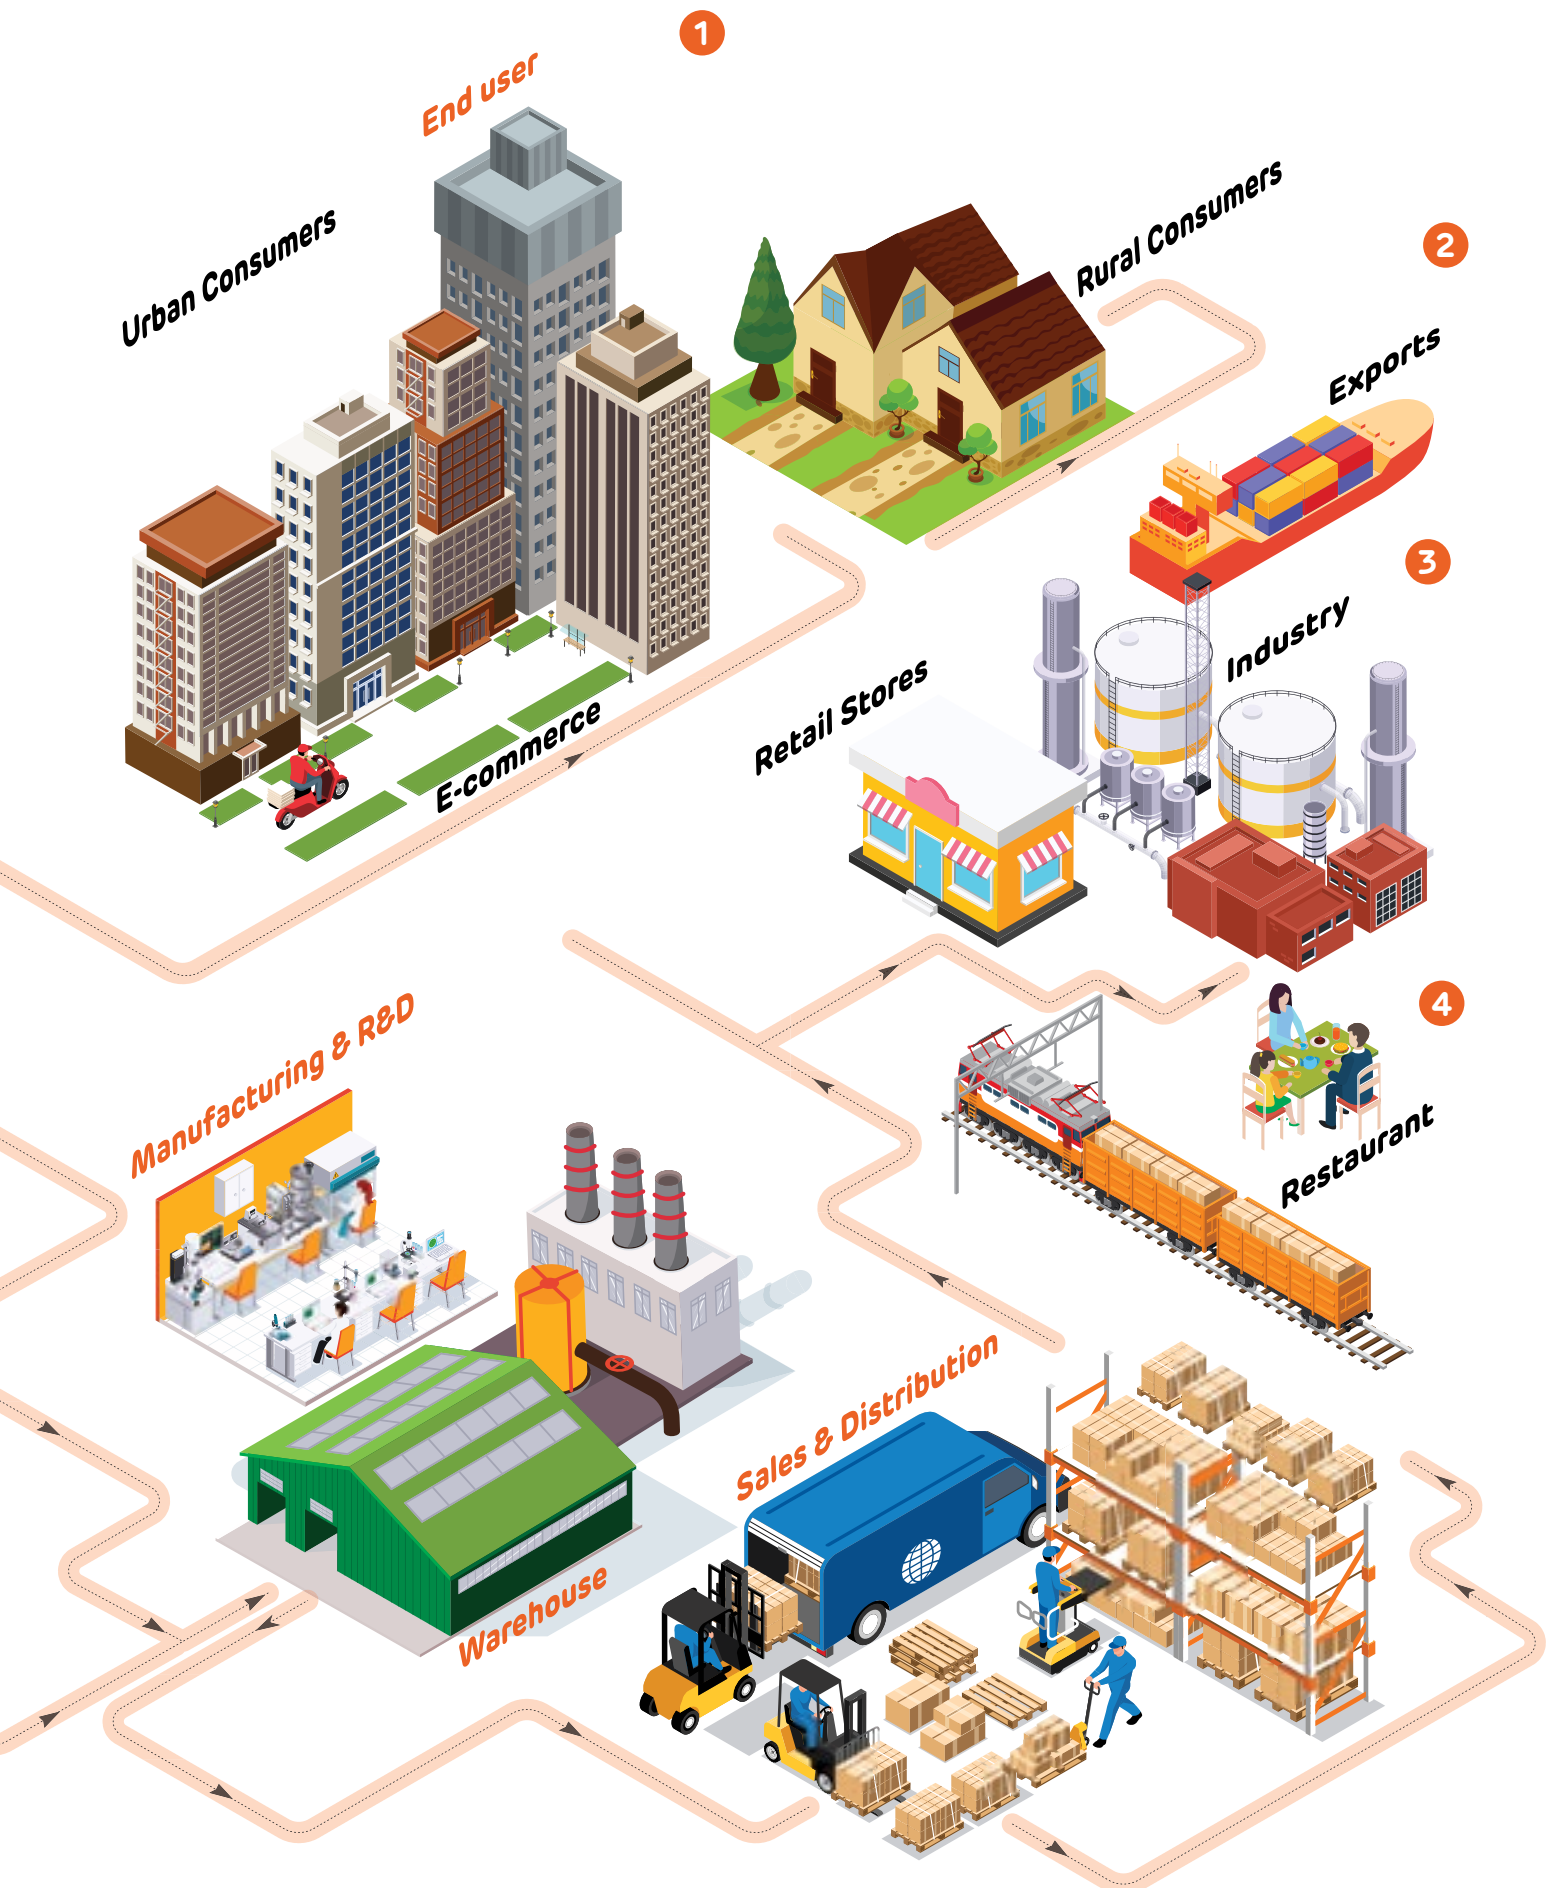 1
End user
Urban Consumers
Rural Consumers
2
Exports
3
Industry
Retail Stores
E-commerce
4
Manufacturing & R&D
Restaurant
Sales & Distribution
Warehouse